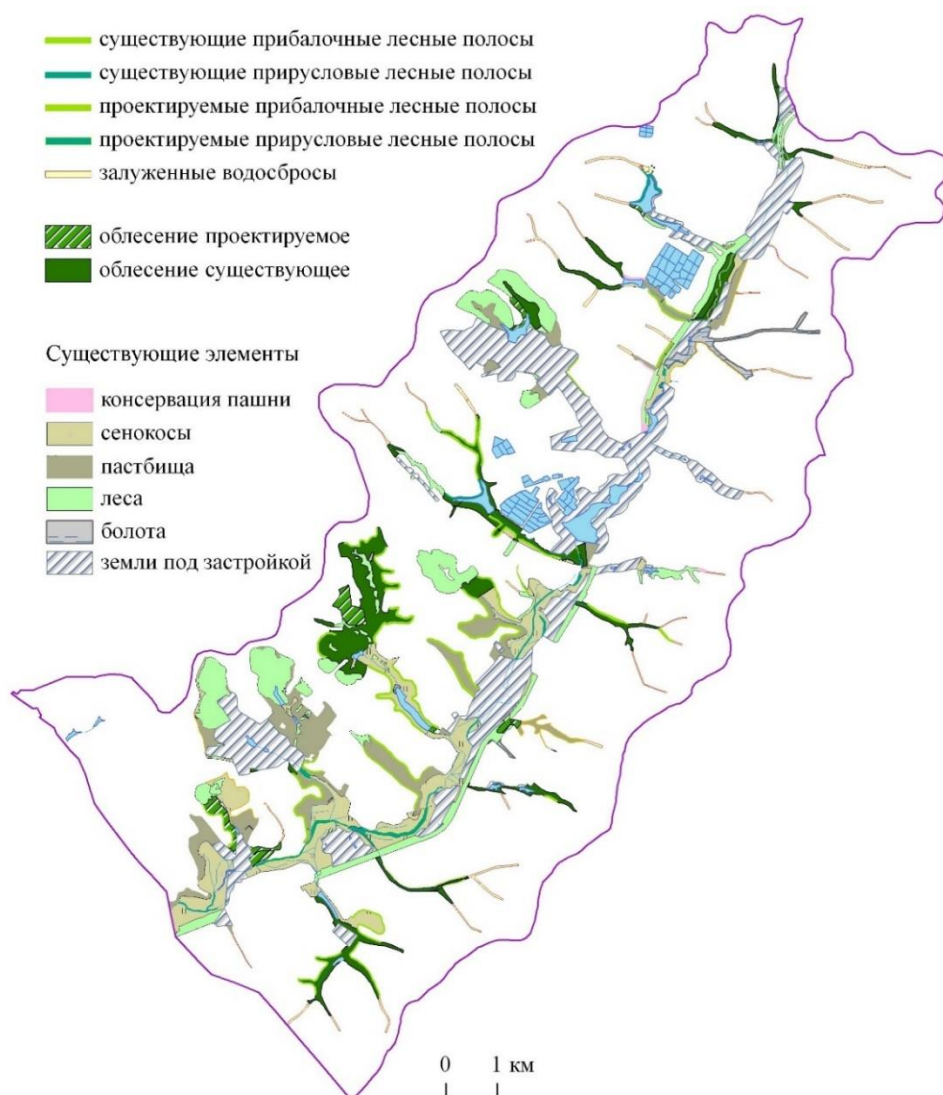 существующие прибалочные лесные полосы
существующие прирусловые лесные полосы
проектируемые прибалочные лесные полосы
проектируемые прирусловые лесные полосы
залуженные водосбросы
облесение проектируемое
облесение существующее
Существующие элементы
консервация пашни
сенокосы
пастбища
леса
болота
земли под застройкой
0 1 км